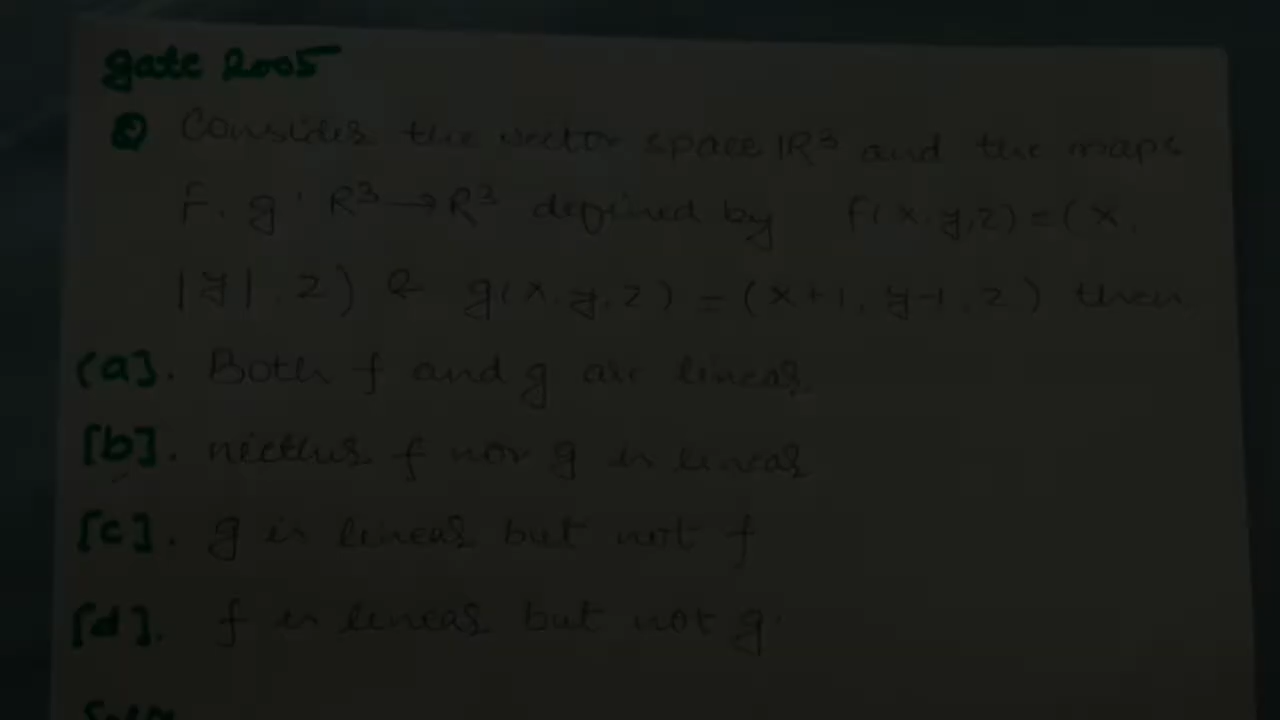 gate 2005
Q Consider the vector space IR³ and the maps
F. g : R³ → R³ defined by f(x.y,z) = (x,
|y|, z) & g(x.y,z) = (x+1, y-1, z) then
(a]. Both f and g are linear
[b]. neither f nor g is linear
[c]. g is linear but not f
[d]. f is linear but not g.